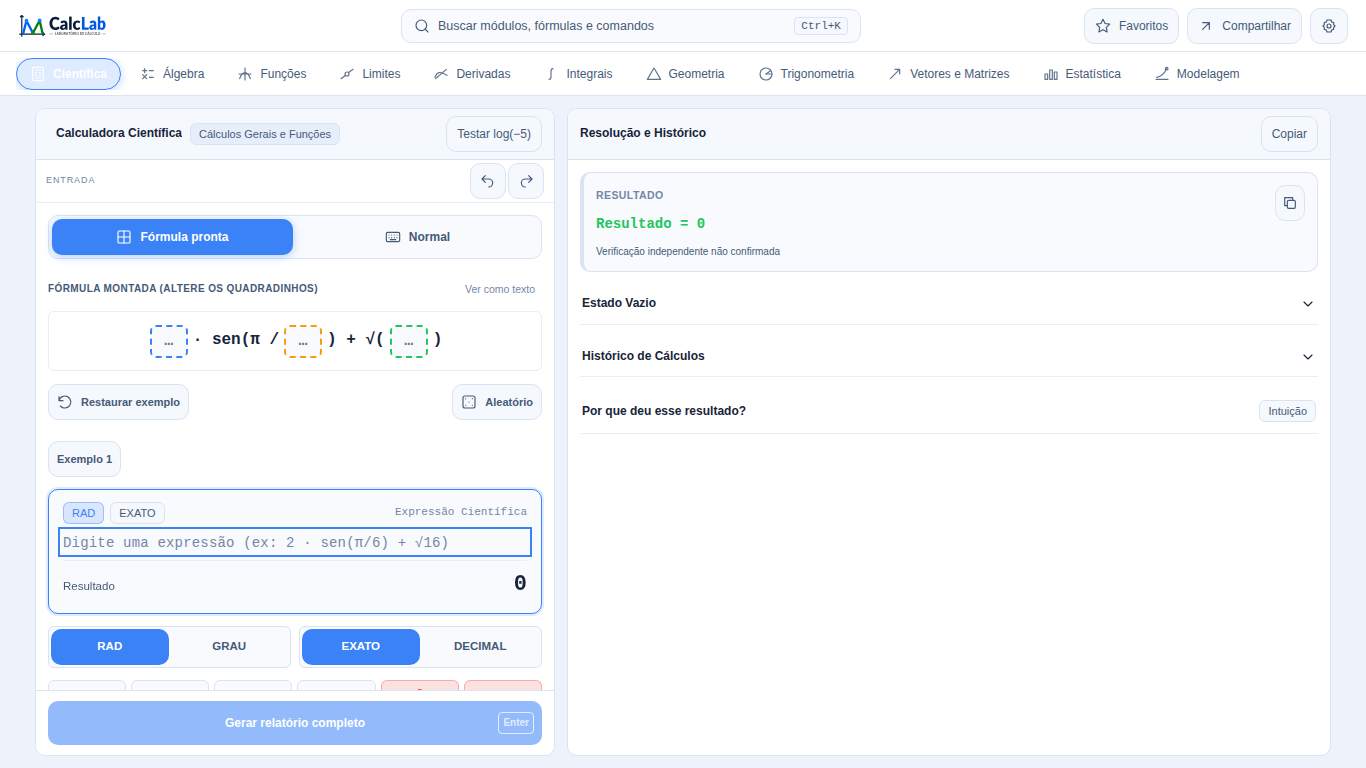 CalcLab
LABORATÓRIO DE CÁLCULO
Buscar módulos, fórmulas e comandos
Ctrl+K
Favoritos
Compartilhar
Científica
Álgebra
Funções
Limites
Derivadas
Integrais
Geometria
Trigonometria
Vetores e Matrizes
Estatística
Modelagem
Calculadora Científica
Cálculos Gerais e Funções
Testar log(−5)
ENTRADA
Fórmula pronta
Normal
FÓRMULA MONTADA (ALTERE OS QUADRADINHOS)
Ver como texto
… · sen(π / … ) + √( … )
Restaurar exemplo
Aleatório
Exemplo 1
RAD
EXATO
Expressão Científica
Digite uma expressão (ex: 2 · sen(π/6) + √16)
Resultado
0
RAD
GRAU
EXATO
DECIMAL
Gerar relatório completo
Enter
Resolução e Histórico
Copiar
RESULTADO
Resultado = 0
Verificação independente não confirmada
Estado Vazio
Histórico de Cálculos
Por que deu esse resultado?
Intuição